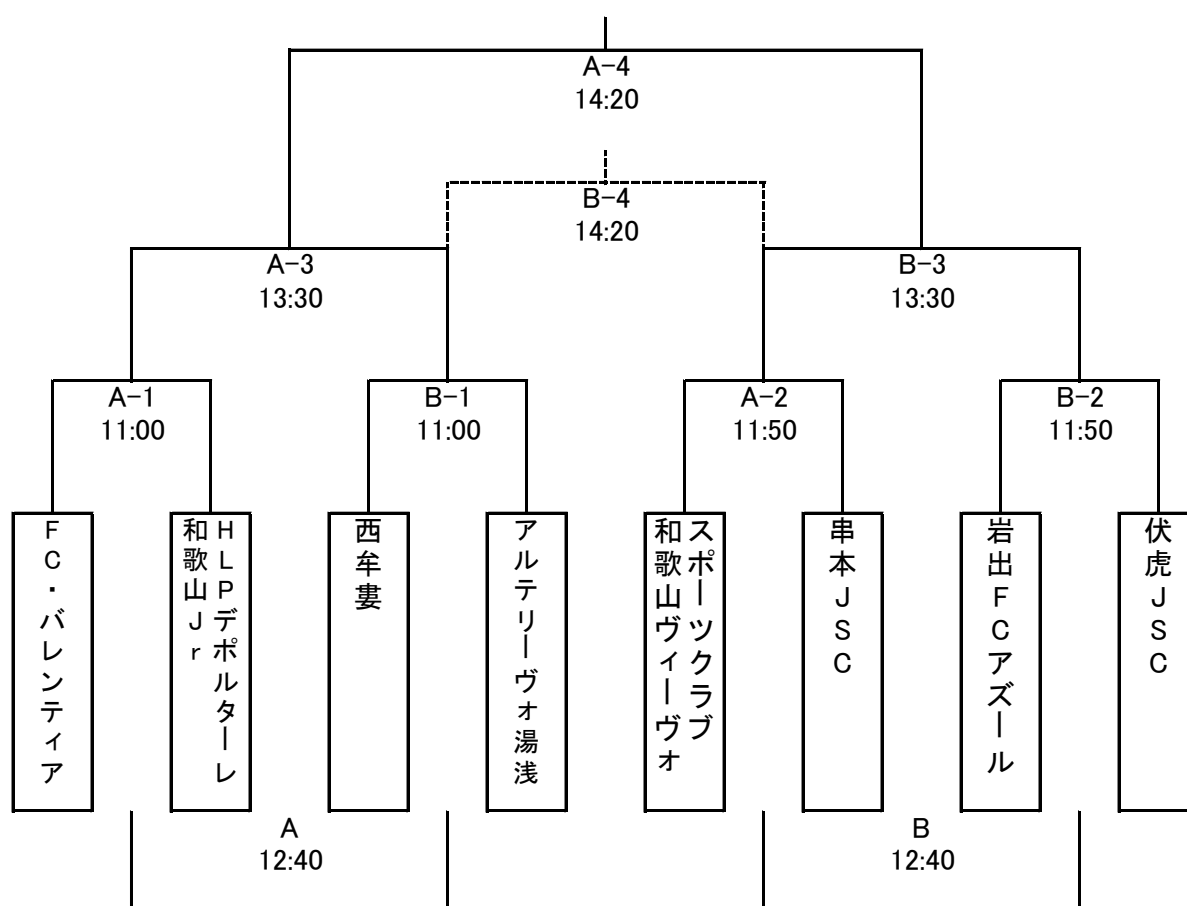 A-4
14:20
B-4
14:20
A-3
13:30
B-3
13:30
A-1
11:00
B-1
11:00
A-2
11:50
B-2
11:50
FC・バレンティア
HLPデポルターレ
和歌山Jr
西牟婁
アルテリーヴォ湯浅
スポーツクラブ
和歌山ヴィーヴォ
串本JSC
岩出FCアズール
伏虎JSC
A
12:40
B
12:40